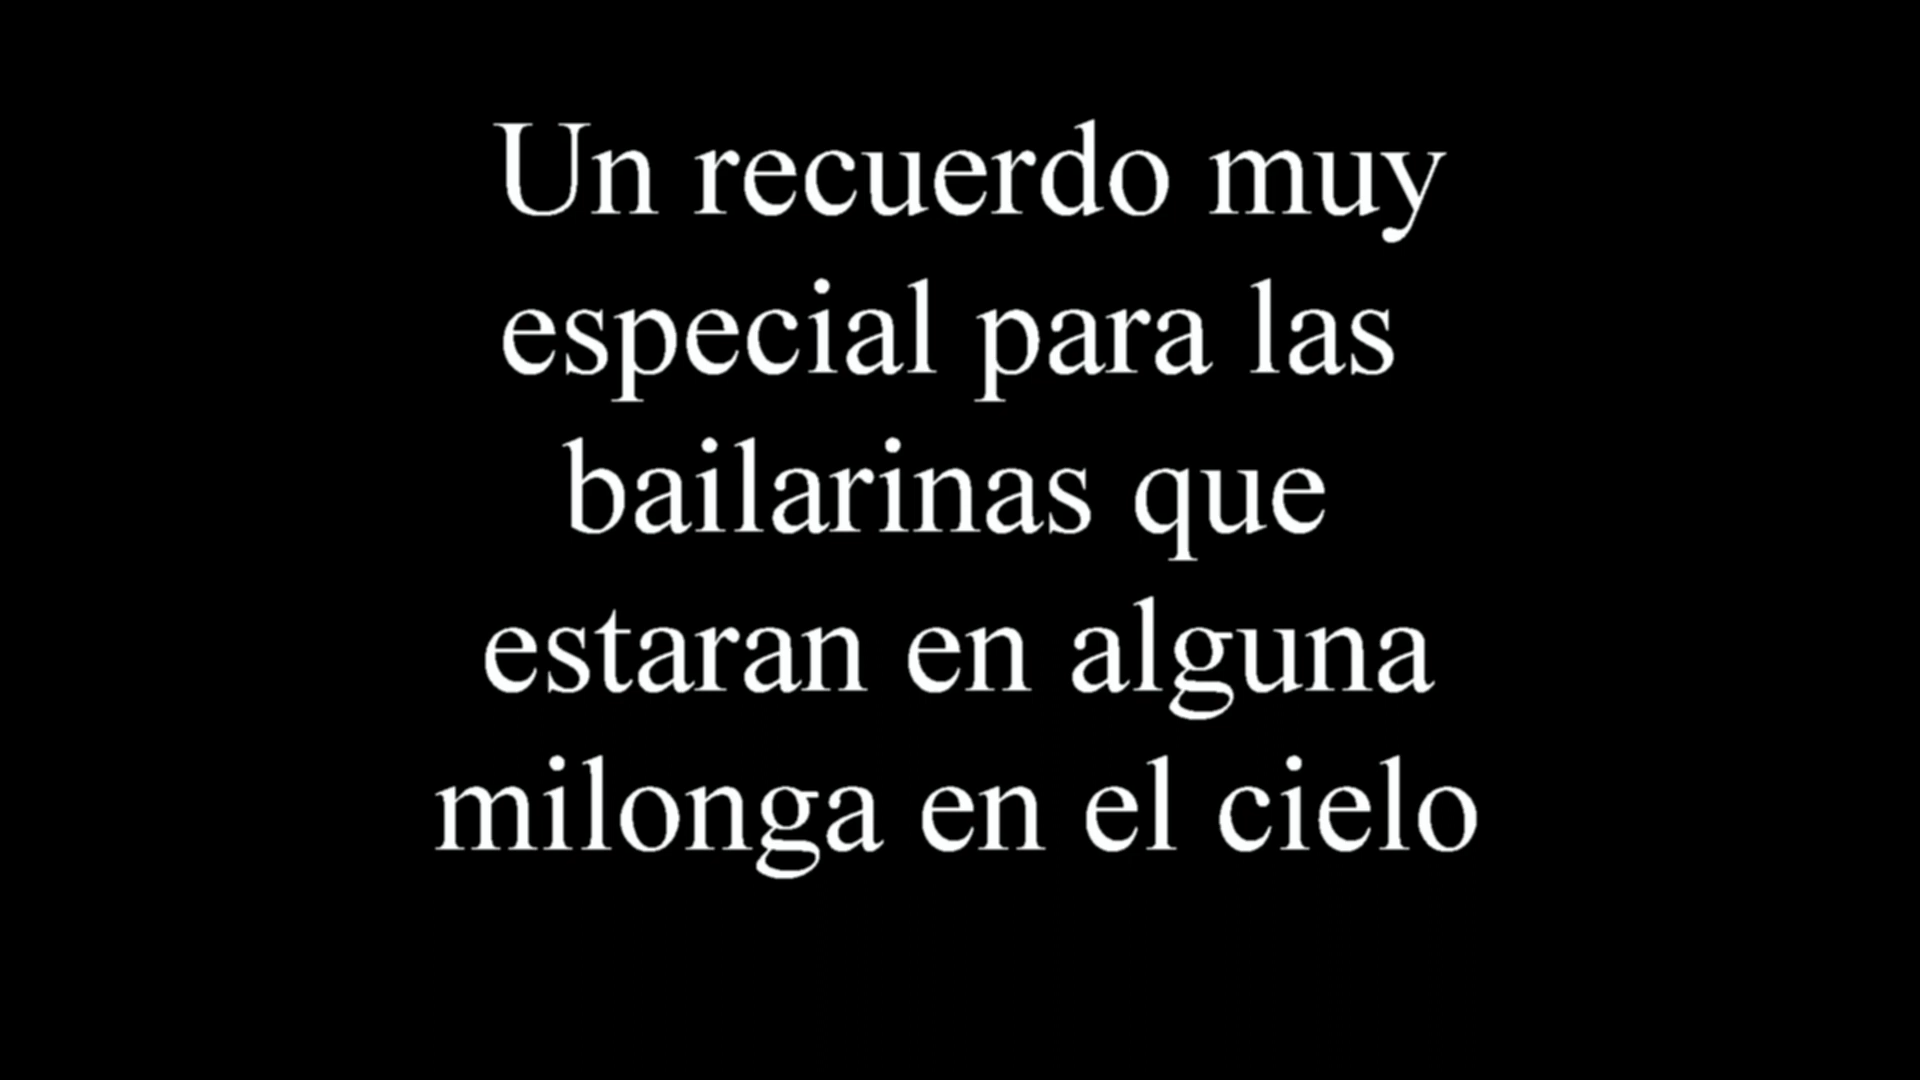 Un recuerdo muy
especial para las
bailarinas que
estaran en alguna
milonga en el cielo